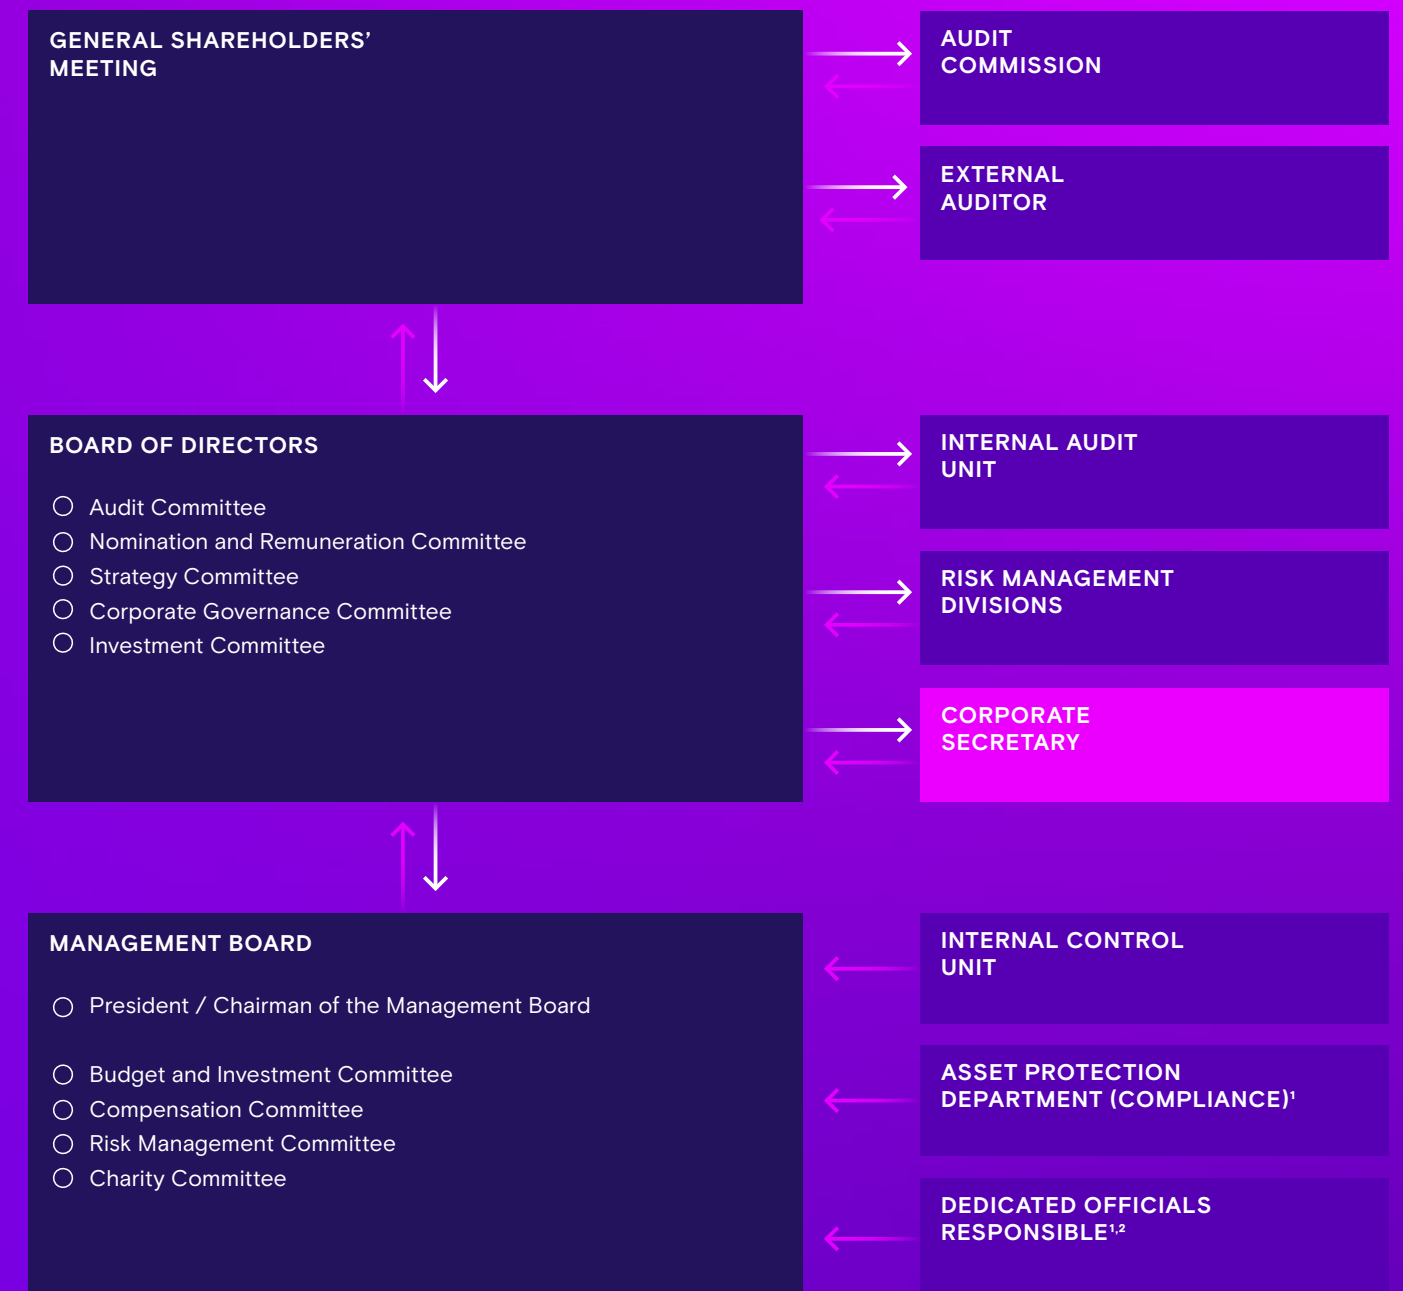 GENERAL SHAREHOLDERS’
MEETING
AUDIT
COMMISSION
EXTERNAL
AUDITOR
BOARD OF DIRECTORS
Audit Committee
Nomination and Remuneration Committee
Strategy Committee
Corporate Governance Committee
Investment Committee
INTERNAL AUDIT
UNIT
RISK MANAGEMENT
DIVISIONS
CORPORATE
SECRETARY
MANAGEMENT BOARD
President / Chairman of the Management Board
Budget and Investment Committee
Compensation Committee
Risk Management Committee
Charity Committee
INTERNAL CONTROL
UNIT
ASSET PROTECTION
DEPARTMENT (COMPLIANCE)¹
DEDICATED OFFICIALS
RESPONSIBLE¹,²